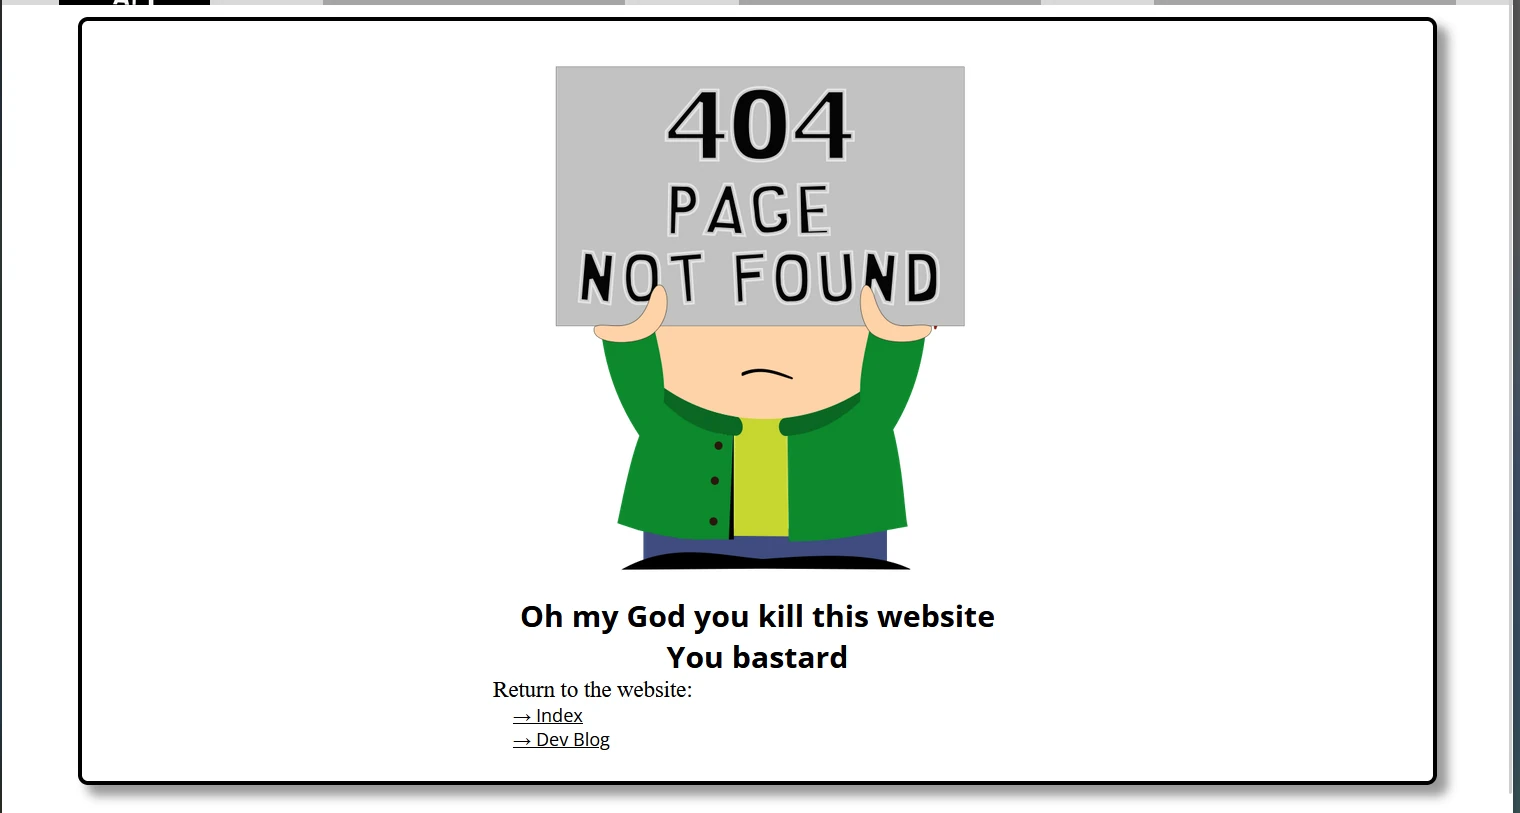 404
PAGE
NOT FOUND
Oh my God you kill this website
You bastard
Return to the website:
→ Index
→ Dev Blog